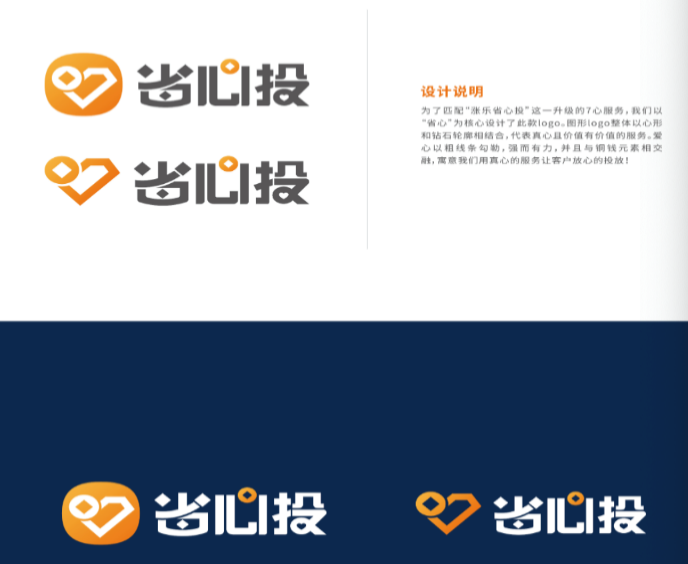 省心投
省心投
设计说明
为了匹配“涨乐省心投”这一升级的7心服务，我们以
“省心”为核心设计了此款logo。图形logo整体以心形
和钻石轮廓相结合，代表真心且价值有价值的服务。爱
心以粗线条勾勒，强而有力，并且与铜钱元素相交
融，寓意我们用真心的服务让客户放心的投放！
省心投
省心投